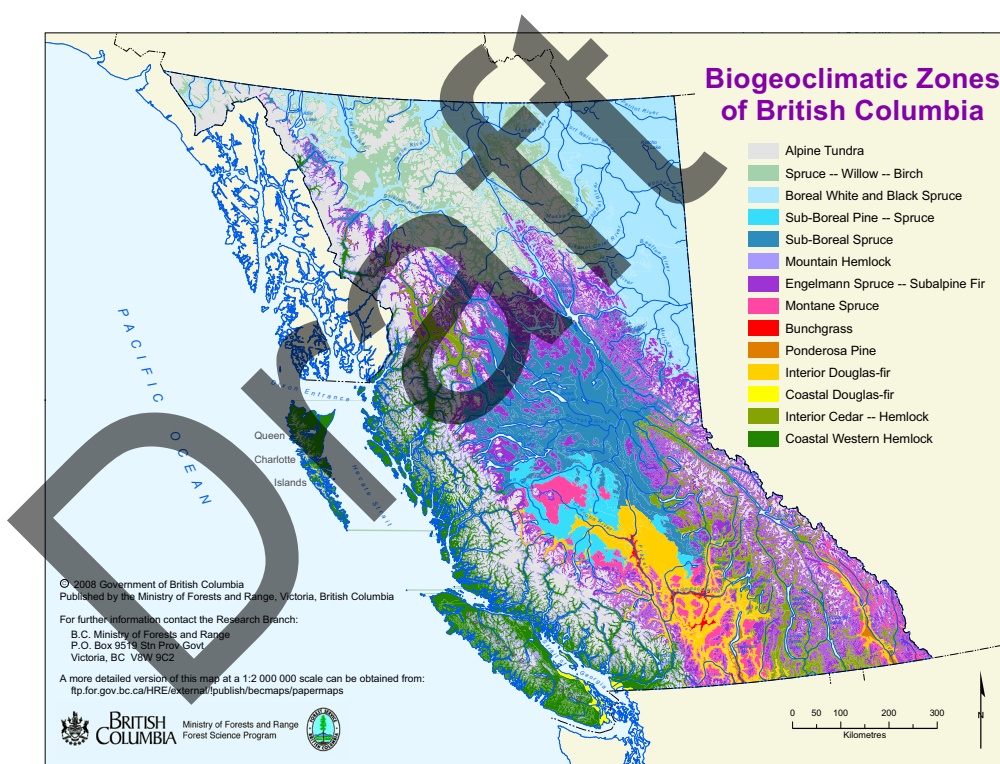 Biogeoclimatic Zones
of British Columbia
Alpine Tundra
Spruce -- Willow -- Birch
Boreal White and Black Spruce
Sub-Boreal Pine -- Spruce
Sub-Boreal Spruce
Mountain Hemlock
Engelmann Spruce -- Subalpine Fir
Montane Spruce
Bunchgrass
Ponderosa Pine
Interior Douglas-fir
Coastal Douglas-fir
Interior Cedar -- Hemlock
Coastal Western Hemlock
Draft
PACIFIC
OCEAN
Dixon Entrance
Queen
Charlotte
Islands
Hecate Strait
Georgia
© 2008 Government of British Columbia
Published by the Ministry of Forests and Range, Victoria, British Columbia
For further information contact the Research Branch:
B.C. Ministry of Forests and Range
P.O. Box 9519 Stn Prov Govt
Victoria, BC V8W 9C2
A more detailed version of this map at a 1:2 000 000 scale can be obtained from:
ftp.for.gov.bc.ca/HRE/external/!publish/becmaps/papermaps
BRITISH
COLUMBIA
Ministry of Forests and Range
Forest Science Program
0 50 100 200 300
Kilometres
N